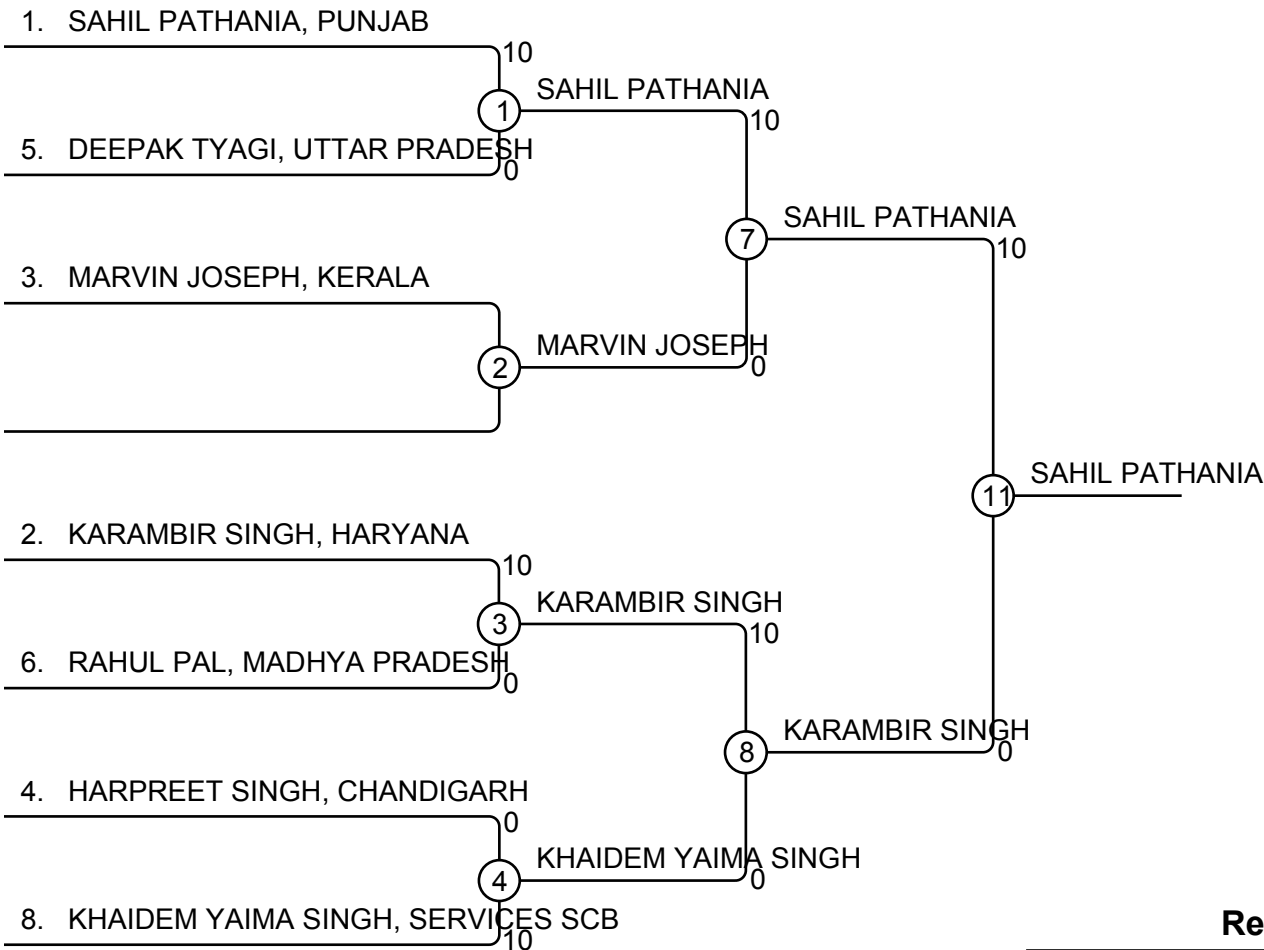 1. SAHIL PATHANIA, PUNJAB
10
SAHIL PATHANIA
1
10
5. DEEPAK TYAGI, UTTAR PRADESH
0
SAHIL PATHANIA
7
10
3. MARVIN JOSEPH, KERALA
MARVIN JOSEPH
2
0
SAHIL PATHANIA
11
2. KARAMBIR SINGH, HARYANA
10
KARAMBIR SINGH
3
10
6. RAHUL PAL, MADHYA PRADESH
0
KARAMBIR SINGH
8
0
4. HARPREET SINGH, CHANDIGARH
0
KHAIDEM YAIMA SINGH
4
0
8. KHAIDEM YAIMA SINGH, SERVICES SCB
10
Re